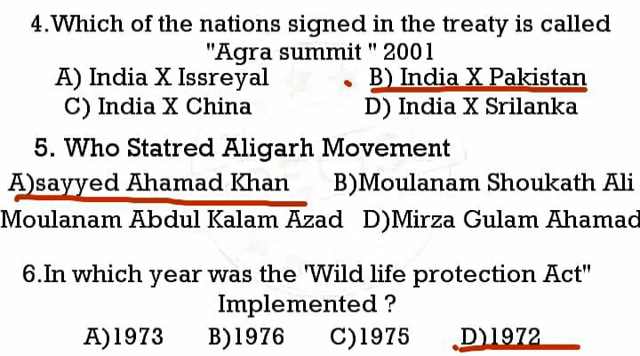 4.Which of the nations signed in the treaty is called
"Agra summit " 2001
A) India X Issreyal B) India X Pakistan
C) India X China D) India X Srilanka
5. Who Statred Aligarh Movement
A)sayyed Ahamad Khan B)Moulanam Shoukath Ali
Moulanam Abdul Kalam Azad D)Mirza Gulam Ahamad
6.In which year was the 'Wild life protection Act"
Implemented ?
A)1973 B)1976 C)1975 D)1972